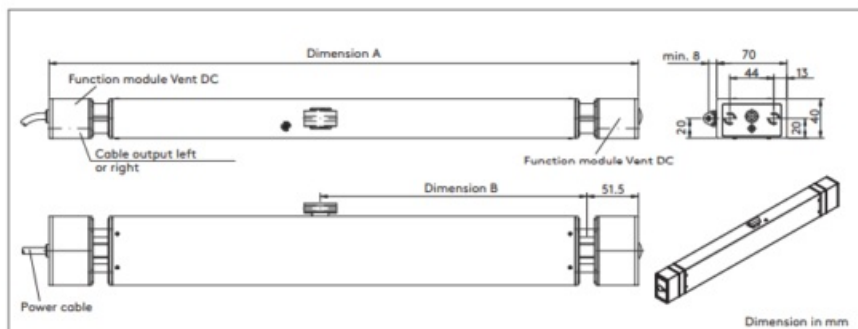 Dimension A
min. 8
70
44
13
Function module Vent DC
20
20
40
Cable output left
or right
Function module Vent DC
Dimension B
51.5
Power cable
Dimension in mm